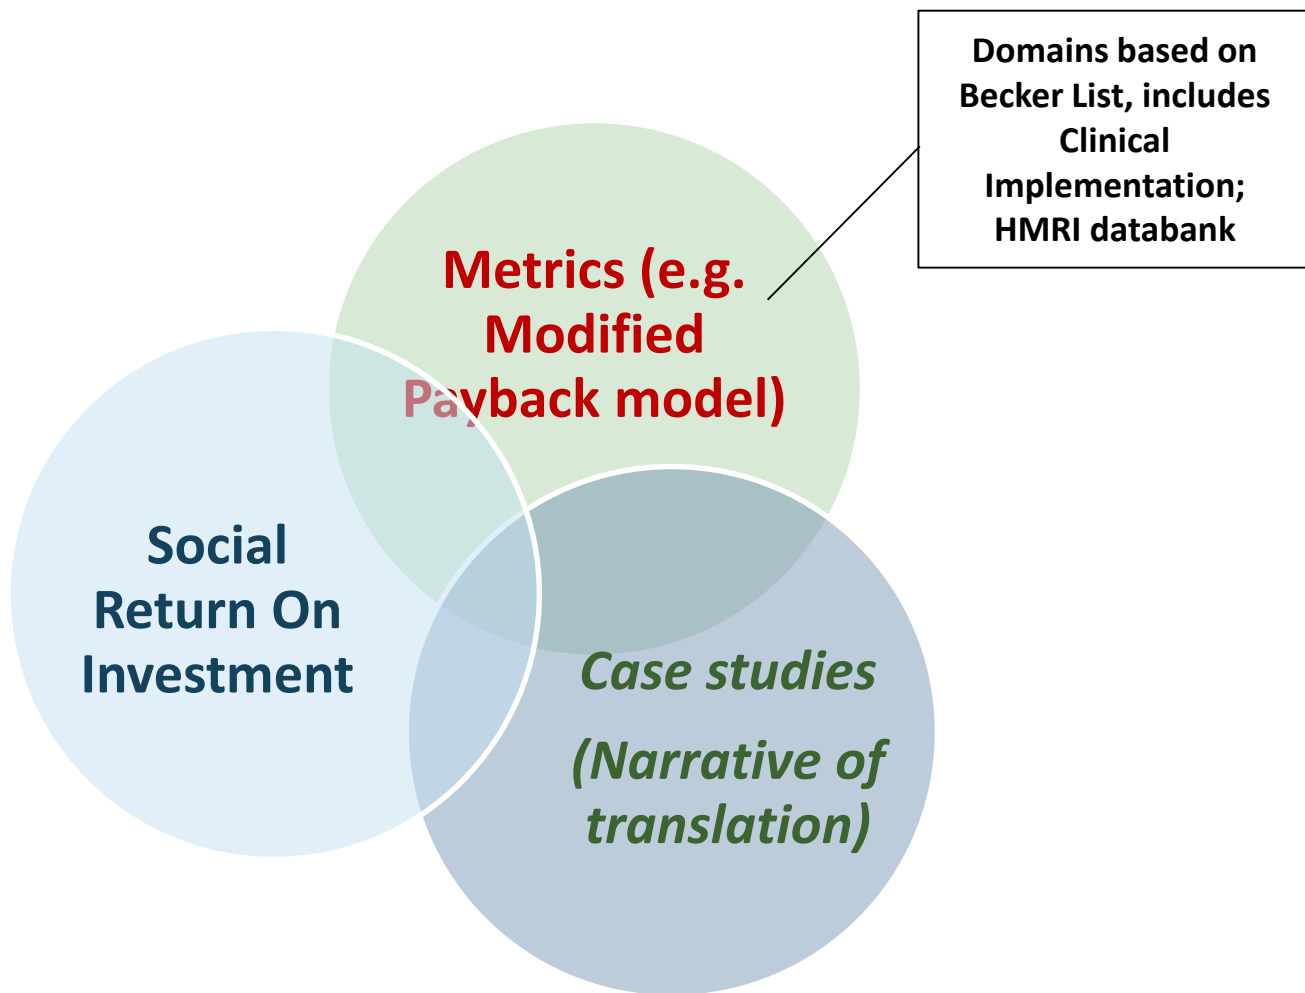 Domains based on
Becker List, includes
Clinical
Implementation;
HMRI databank
Metrics (e.g.
Modified
Payback model)
Social
Return On
Investment
Case studies
(Narrative of
translation)